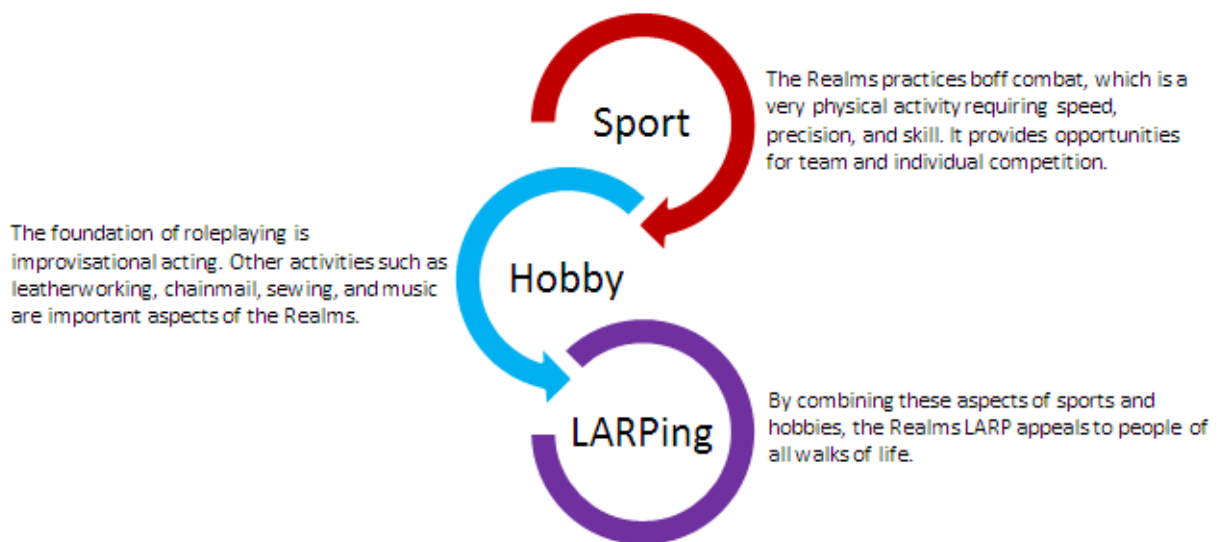 Sport
The Realms practices boff combat, which is a
very physical activity requiring speed,
precision, and skill. It provides opportunities
for team and individual competition.
Hobby
The foundation of roleplaying is
improvisational acting. Other activities such as
leatherworking, chainmail, sewing, and music
are important aspects of the Realms.
LARPing
By combining these aspects of sports and
hobbies, the Realms LARP appeals to people of
all walks of life.